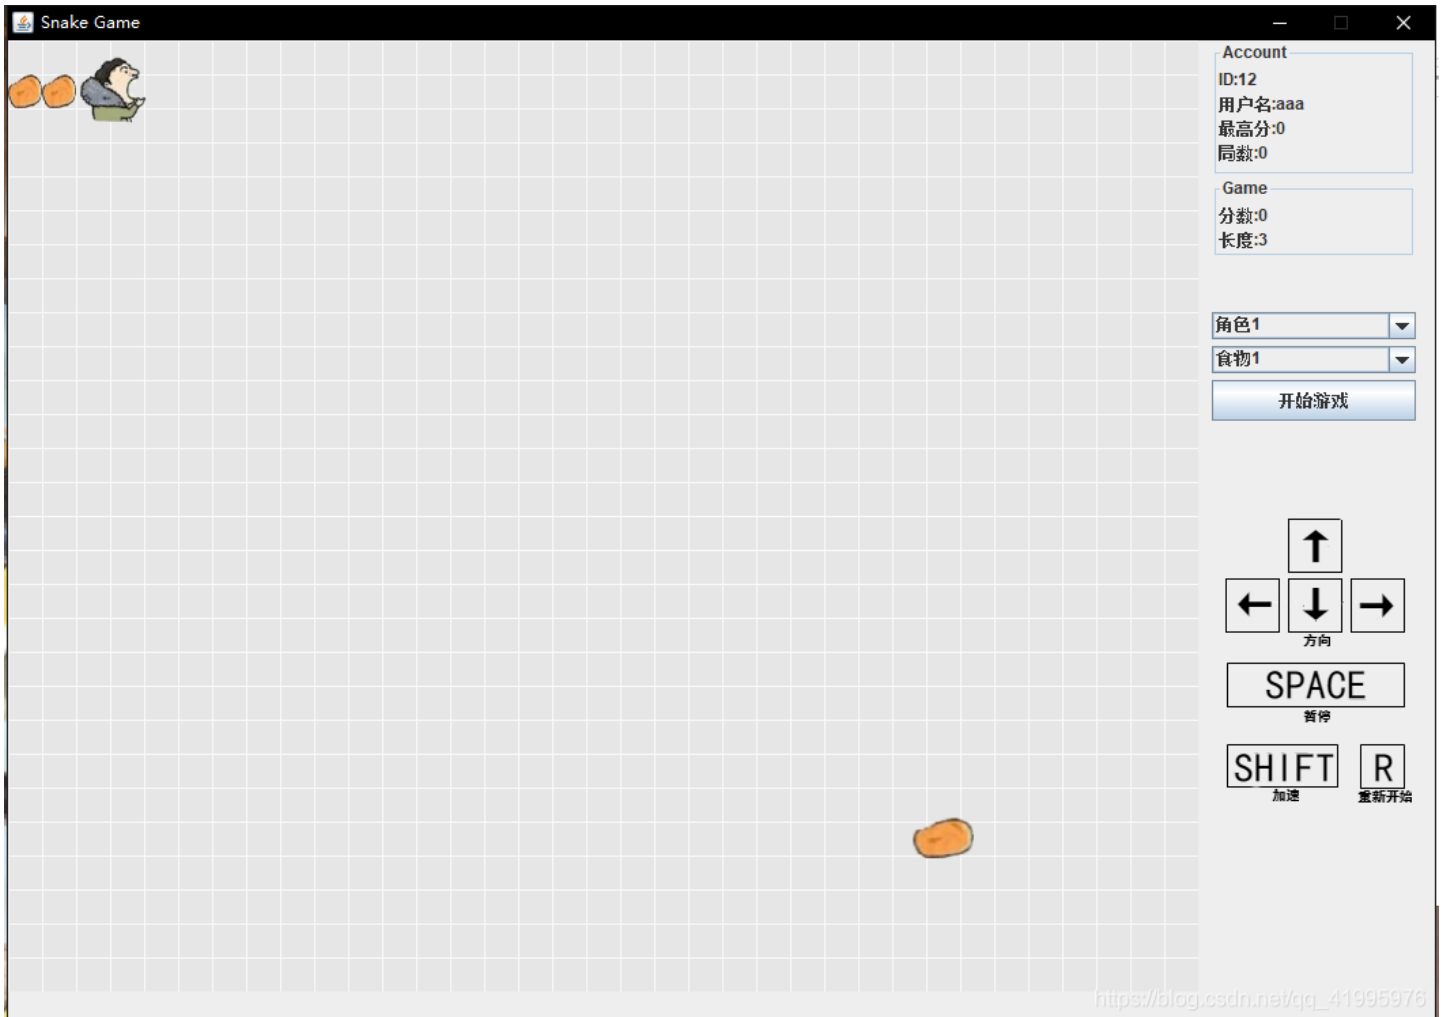 Snake Game
Account
ID:12
用户名:aaa
最高分:0
局数:0
Game
分数:0
长度:3
角色1
食物1
开始游戏
方向
SPACE
暂停
SHIFT
R
加速
重新开始
https://blog.csdn.net/qq_41995976